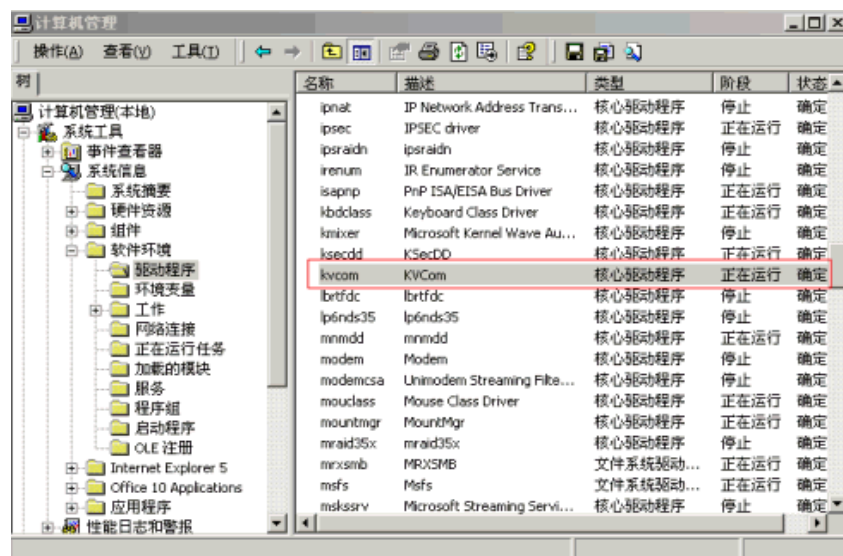 计算机管理
操作(A) 查看(V) 工具(T)
树
计算机管理(本地)
系统工具
事件查看器
系统信息
系统摘要
硬件资源
组件
软件环境
驱动程序
环境变量
工作
网络连接
正在运行任务
加载的模块
服务
程序组
启动程序
OLE 注册
Internet Explorer 5
Office 10 Applications
应用程序
性能日志和警报
名称 描述 类型 阶段 状态
ipnat IP Network Address Trans... 核心驱动程序 停止 确定
ipsec IPSEC driver 核心驱动程序 正在运行 确定
ipsraidn ipsraidn 核心驱动程序 停止 确定
irenum IR Enumerator Service 核心驱动程序 停止 确定
isapnp PnP ISA/EISA Bus Driver 核心驱动程序 正在运行 确定
kbdclass Keyboard Class Driver 核心驱动程序 正在运行 确定
kmixer Microsoft Kernel Wave Au... 核心驱动程序 停止 确定
ksecdd KSecDD 核心驱动程序 正在运行 确定
kvcom KVCom 核心驱动程序 正在运行 确定
lbrtfdc lbrtfdc 核心驱动程序 停止 确定
lp6nds35 lp6nds35 核心驱动程序 停止 确定
mnmdd mnmdd 核心驱动程序 正在运行 确定
modem Modem 核心驱动程序 停止 确定
modemcsa Unimodem Streaming Filte... 核心驱动程序 停止 确定
mouclass Mouse Class Driver 核心驱动程序 正在运行 确定
mountmgr MountMgr 核心驱动程序 正在运行 确定
mraid35x mraid35x 核心驱动程序 停止 确定
mrxsmb MRXSMB 文件系统驱动... 正在运行 确定
msfs Msfs 文件系统驱动... 正在运行 确定
mskssrv Microsoft Streaming Servi... 核心驱动程序 停止 确定